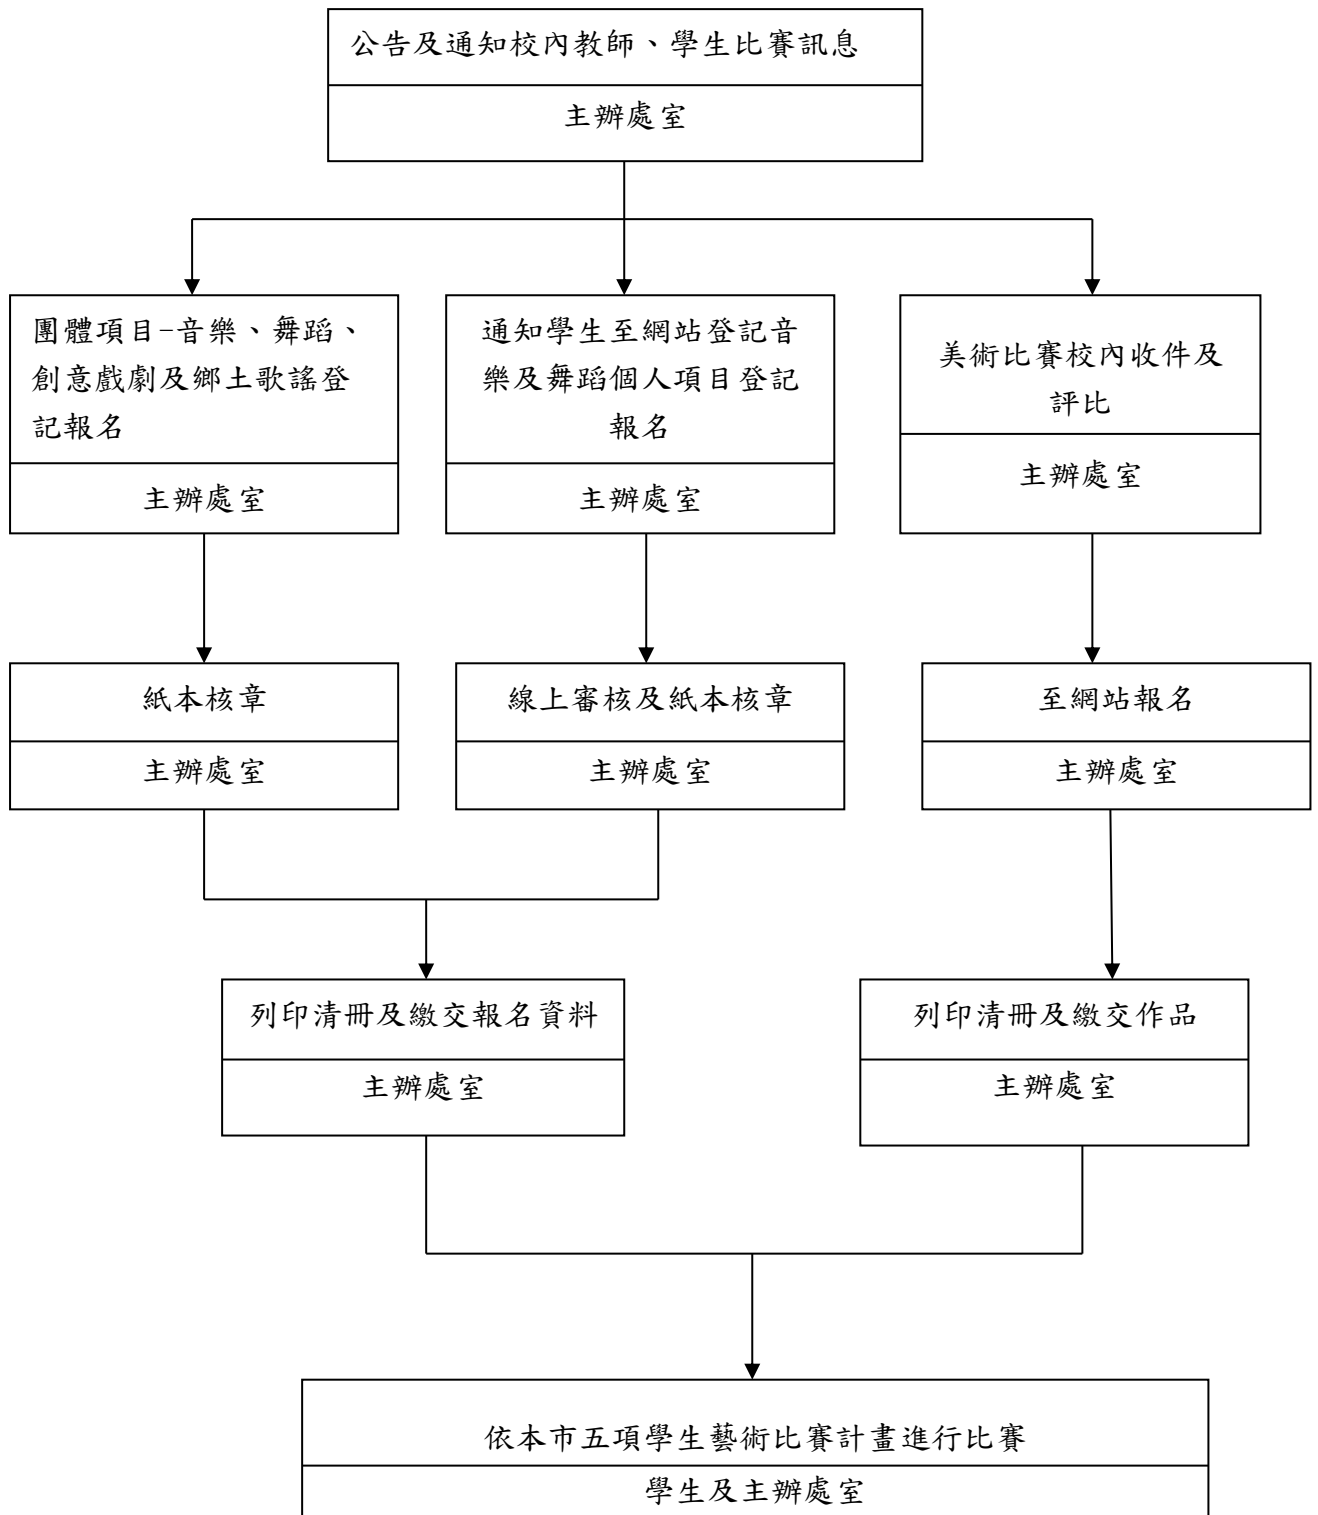 公告及通知校內教師、學生比賽訊息
主辦處室
團體項目-音樂、舞蹈、
創意戲劇及鄉土歌謠登
記報名
主辦處室
通知學生至網站登記音
樂及舞蹈個人項目登記
報名
主辦處室
美術比賽校內收件及
評比
主辦處室
紙本核章
主辦處室
線上審核及紙本核章
主辦處室
至網站報名
主辦處室
列印清冊及繳交報名資料
主辦處室
列印清冊及繳交作品
主辦處室
依本市五項學生藝術比賽計畫進行比賽
學生及主辦處室